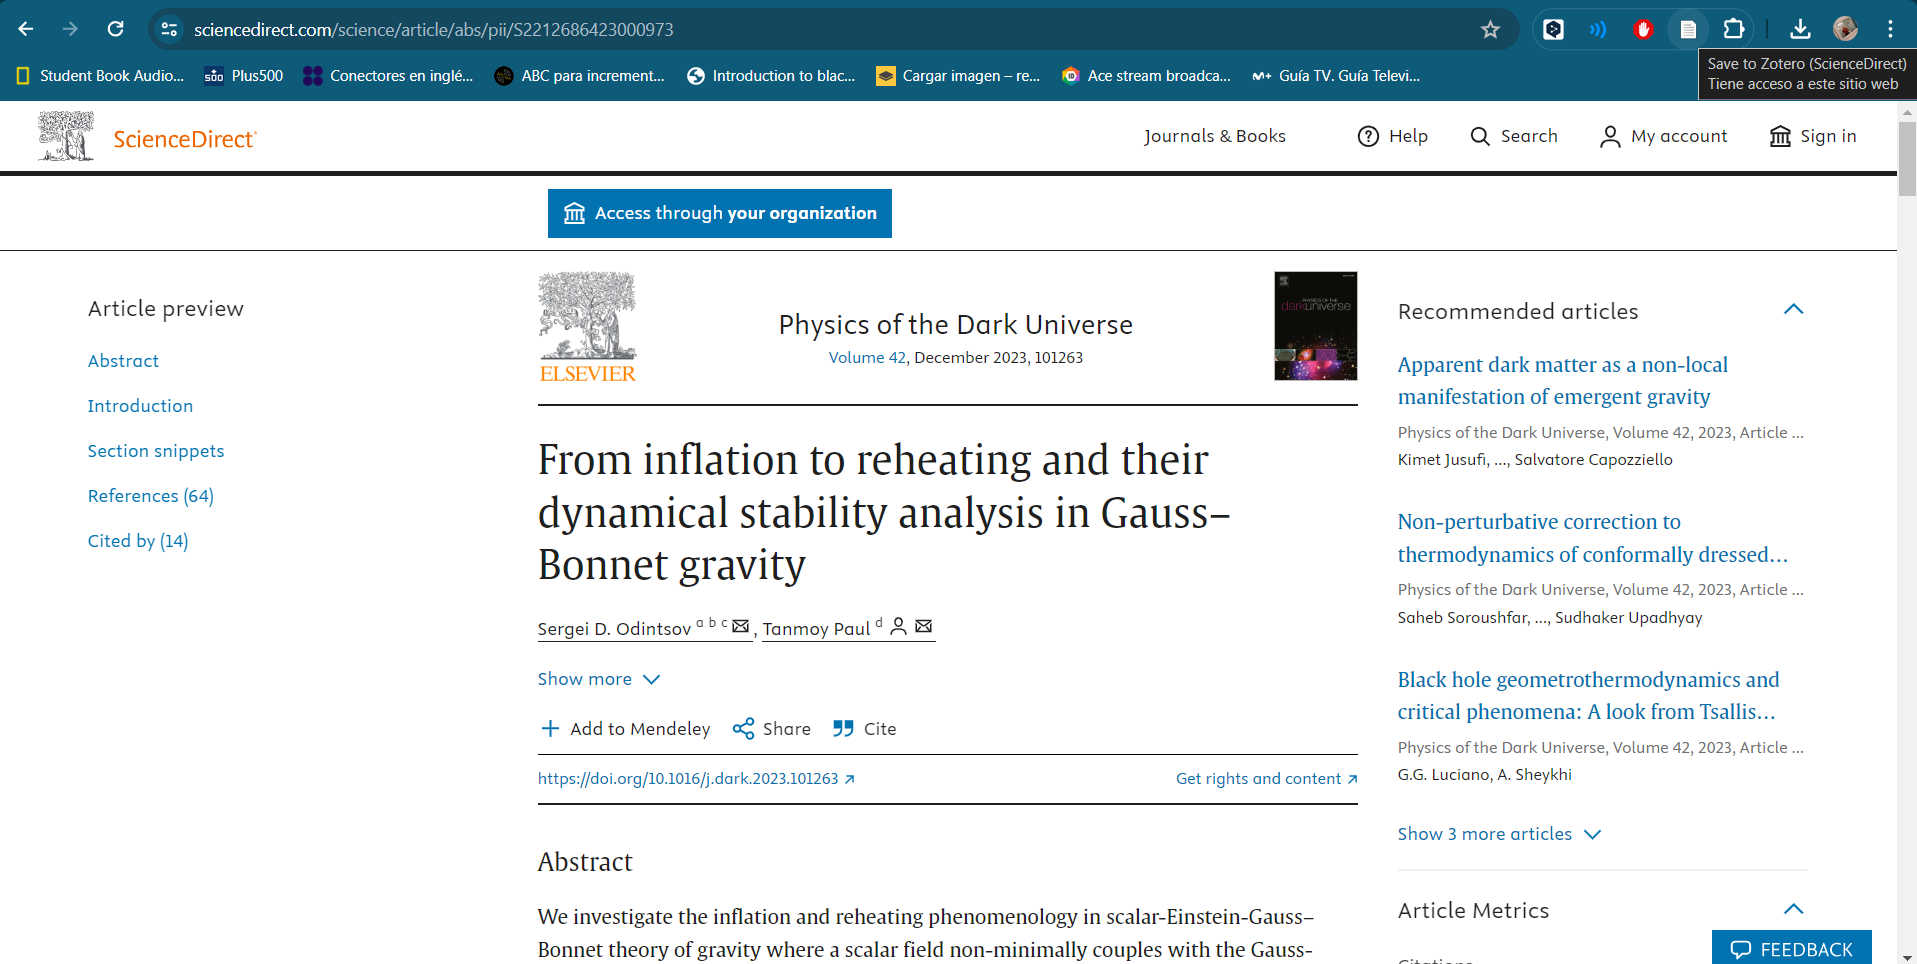 sciencedirect.com/science/article/abs/pii/S2212686423000973
Student Book Audio...
Plus500
Conectores en inglé...
ABC para increment...
Introduction to blac...
Cargar imagen – re...
Ace stream broadca...
Guía TV. Guía Televi...
Save to Zotero (ScienceDirect)
Tiene acceso a este sitio web
ScienceDirect
Journals & Books
Help
Search
My account
Sign in
Access through your organization
Article preview
Abstract
Introduction
Section snippets
References (64)
Cited by (14)
ELSEVIER
Physics of the Dark Universe
Volume 42, December 2023, 101263
PHYSICS OF THE
darkuniverse
From inflation to reheating and their
dynamical stability analysis in Gauss–
Bonnet gravity
Sergei D. Odintsov a b c, Tanmoy Paul d
Show more
Add to Mendeley
Share
Cite
https://doi.org/10.1016/j.dark.2023.101263
Get rights and content
Abstract
We investigate the inflation and reheating phenomenology in scalar-Einstein-Gauss–
Bonnet theory of gravity where a scalar field non-minimally couples with the Gauss-
Recommended articles
Apparent dark matter as a non-local
manifestation of emergent gravity
Physics of the Dark Universe, Volume 42, 2023, Article ...
Kimet Jusufi, ..., Salvatore Capozziello
Non-perturbative correction to
thermodynamics of conformally dressed...
Physics of the Dark Universe, Volume 42, 2023, Article ...
Saheb Soroushfar, ..., Sudhaker Upadhyay
Black hole geometrothermodynamics and
critical phenomena: A look from Tsallis...
Physics of the Dark Universe, Volume 42, 2023, Article ...
G.G. Luciano, A. Sheykhi
Show 3 more articles
Article Metrics
FEEDBACK